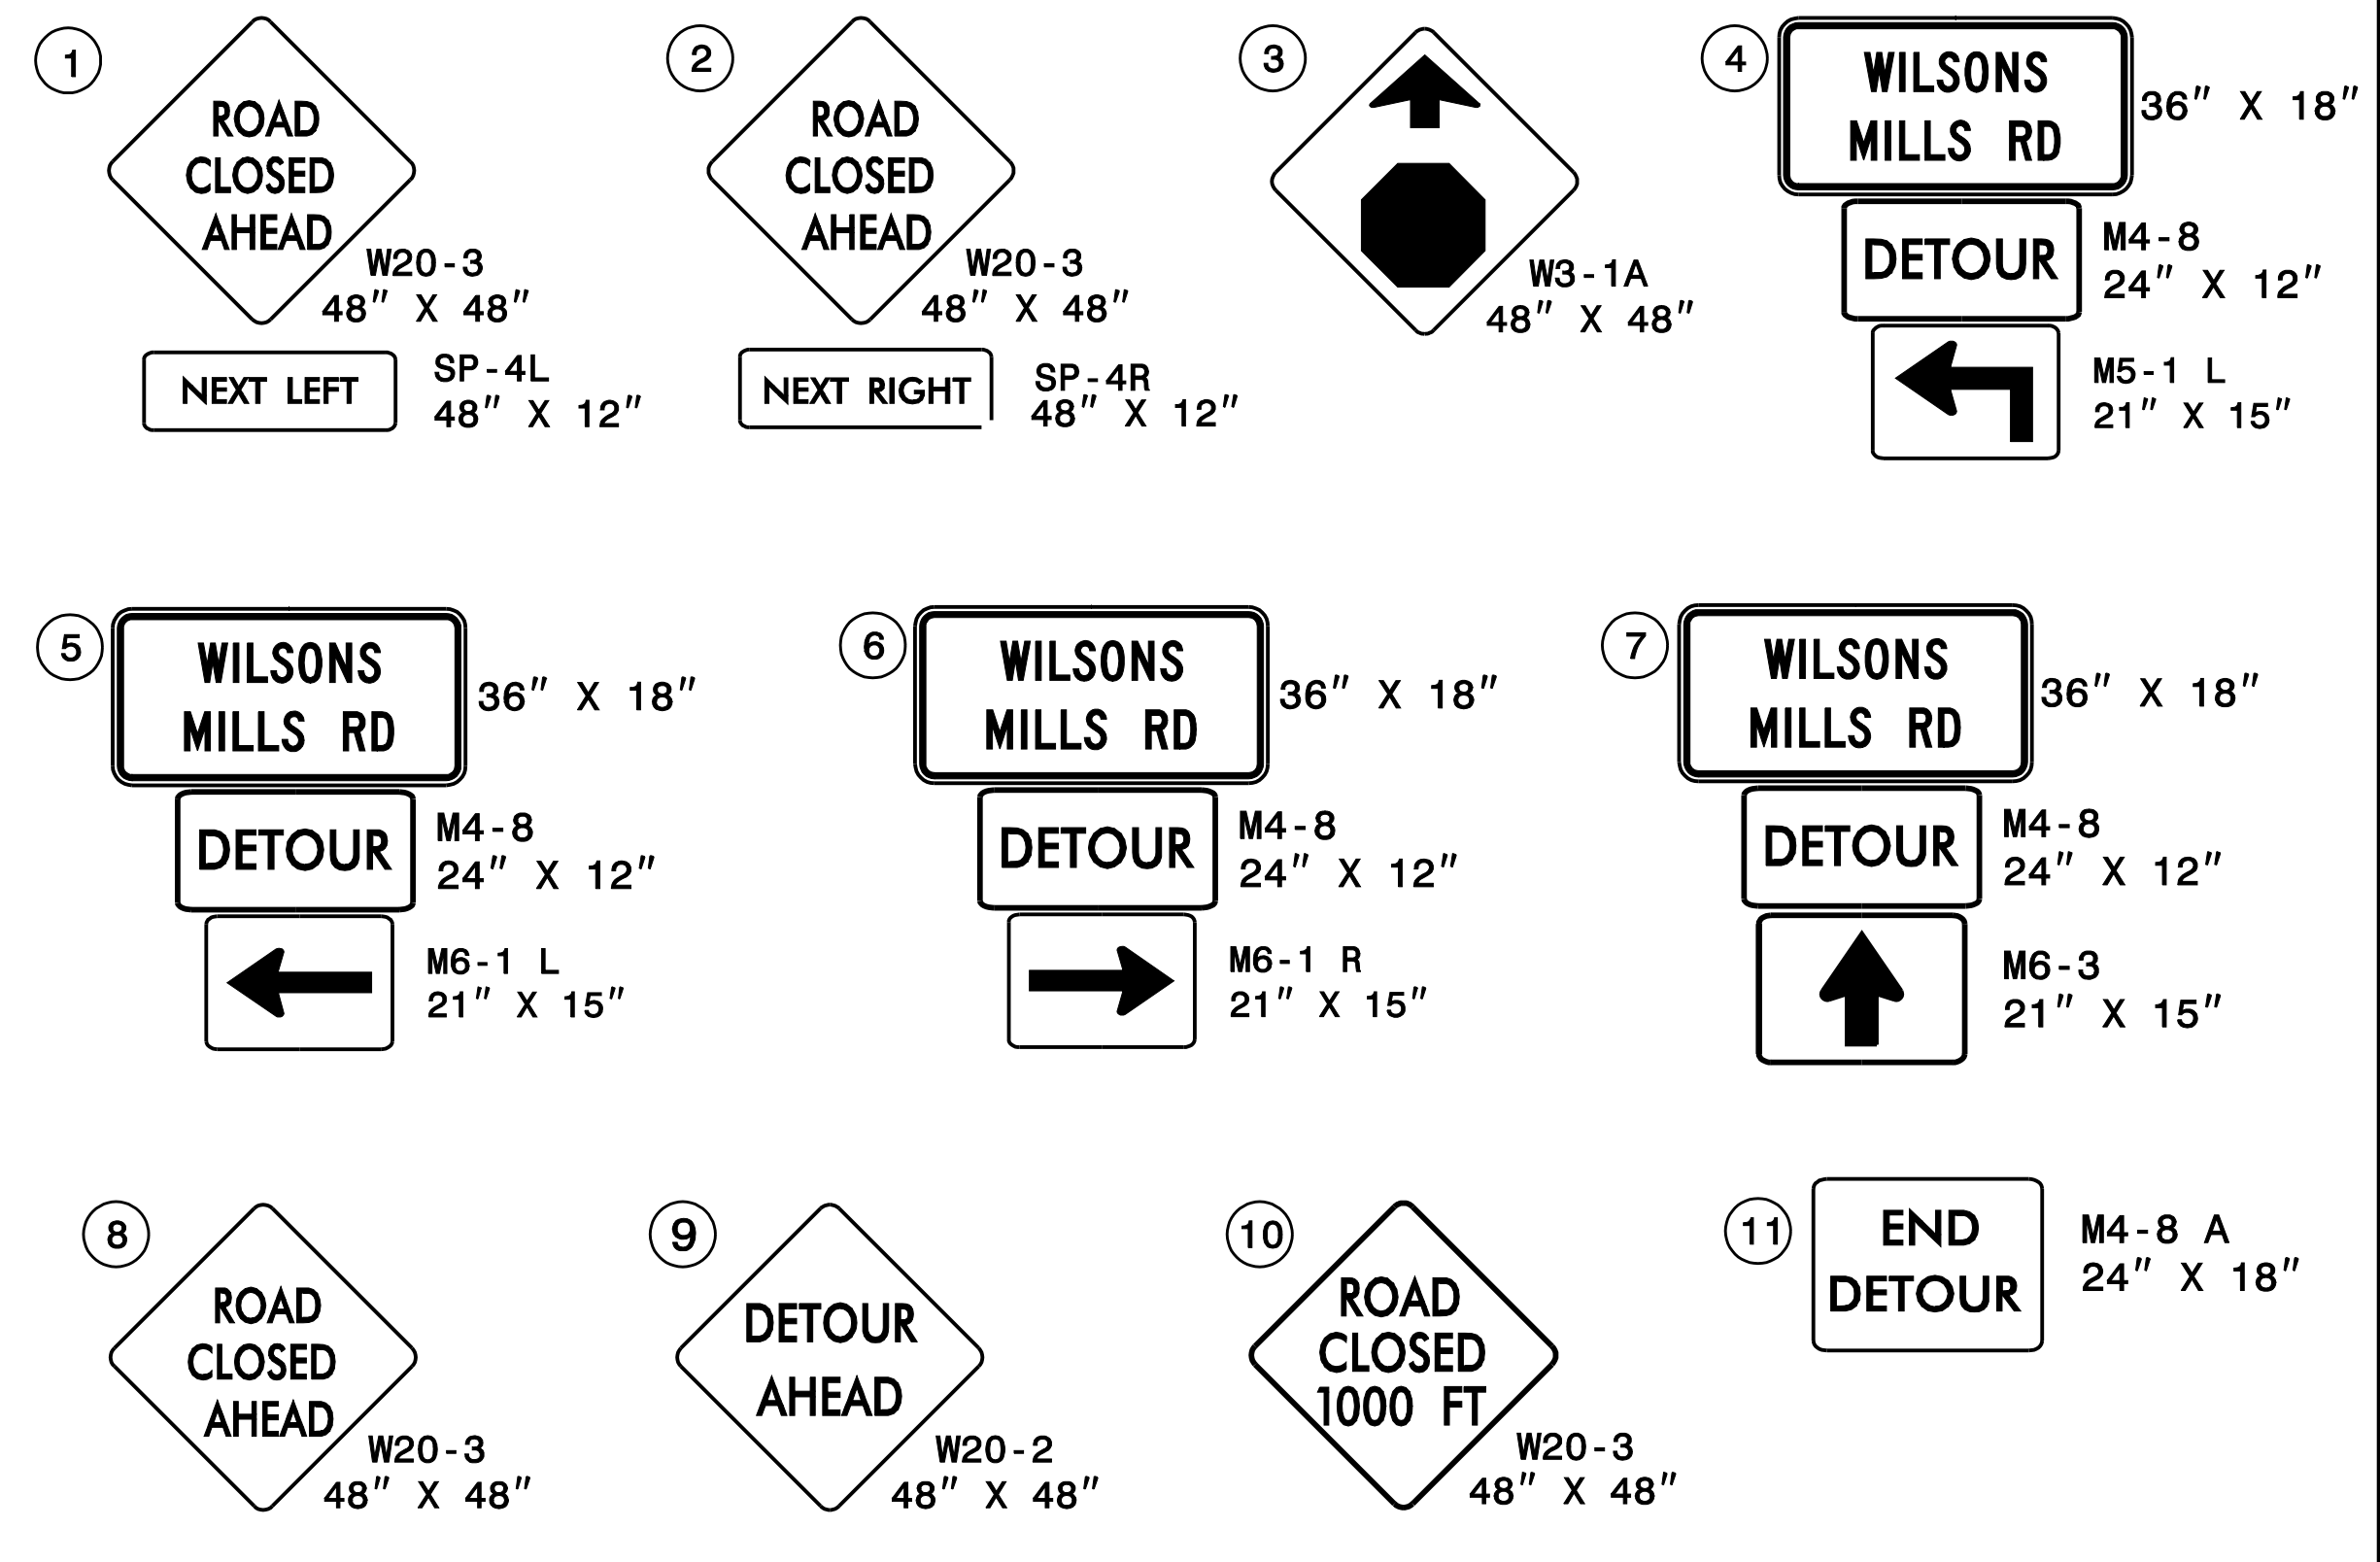 1
ROAD
CLOSED
AHEAD
W20-3
48" X 48"
NEXT LEFT
SP-4L
48" X 12"
2
ROAD
CLOSED
AHEAD
W20-3
48" X 48"
NEXT RIGHT
SP-4R
48" X 12"
3
W3-1A
48" X 48"
4
WILSONS
MILLS RD
36" X 18"
DETOUR
M4-8
24" X 12"
M5-1 L
21" X 15"
5
WILSONS
MILLS RD
36" X 18"
DETOUR
M4-8
24" X 12"
M6-1 L
21" X 15"
6
WILSONS
MILLS RD
36" X 18"
DETOUR
M4-8
24" X 12"
M6-1 R
21" X 15"
7
WILSONS
MILLS RD
36" X 18"
DETOUR
M4-8
24" X 12"
M6-3
21" X 15"
8
ROAD
CLOSED
AHEAD
W20-3
48" X 48"
9
DETOUR
AHEAD
W20-2
48" X 48"
10
ROAD
CLOSED
1000 FT
W20-3
48" X 48"
11
END
DETOUR
M4-8 A
24" X 18"